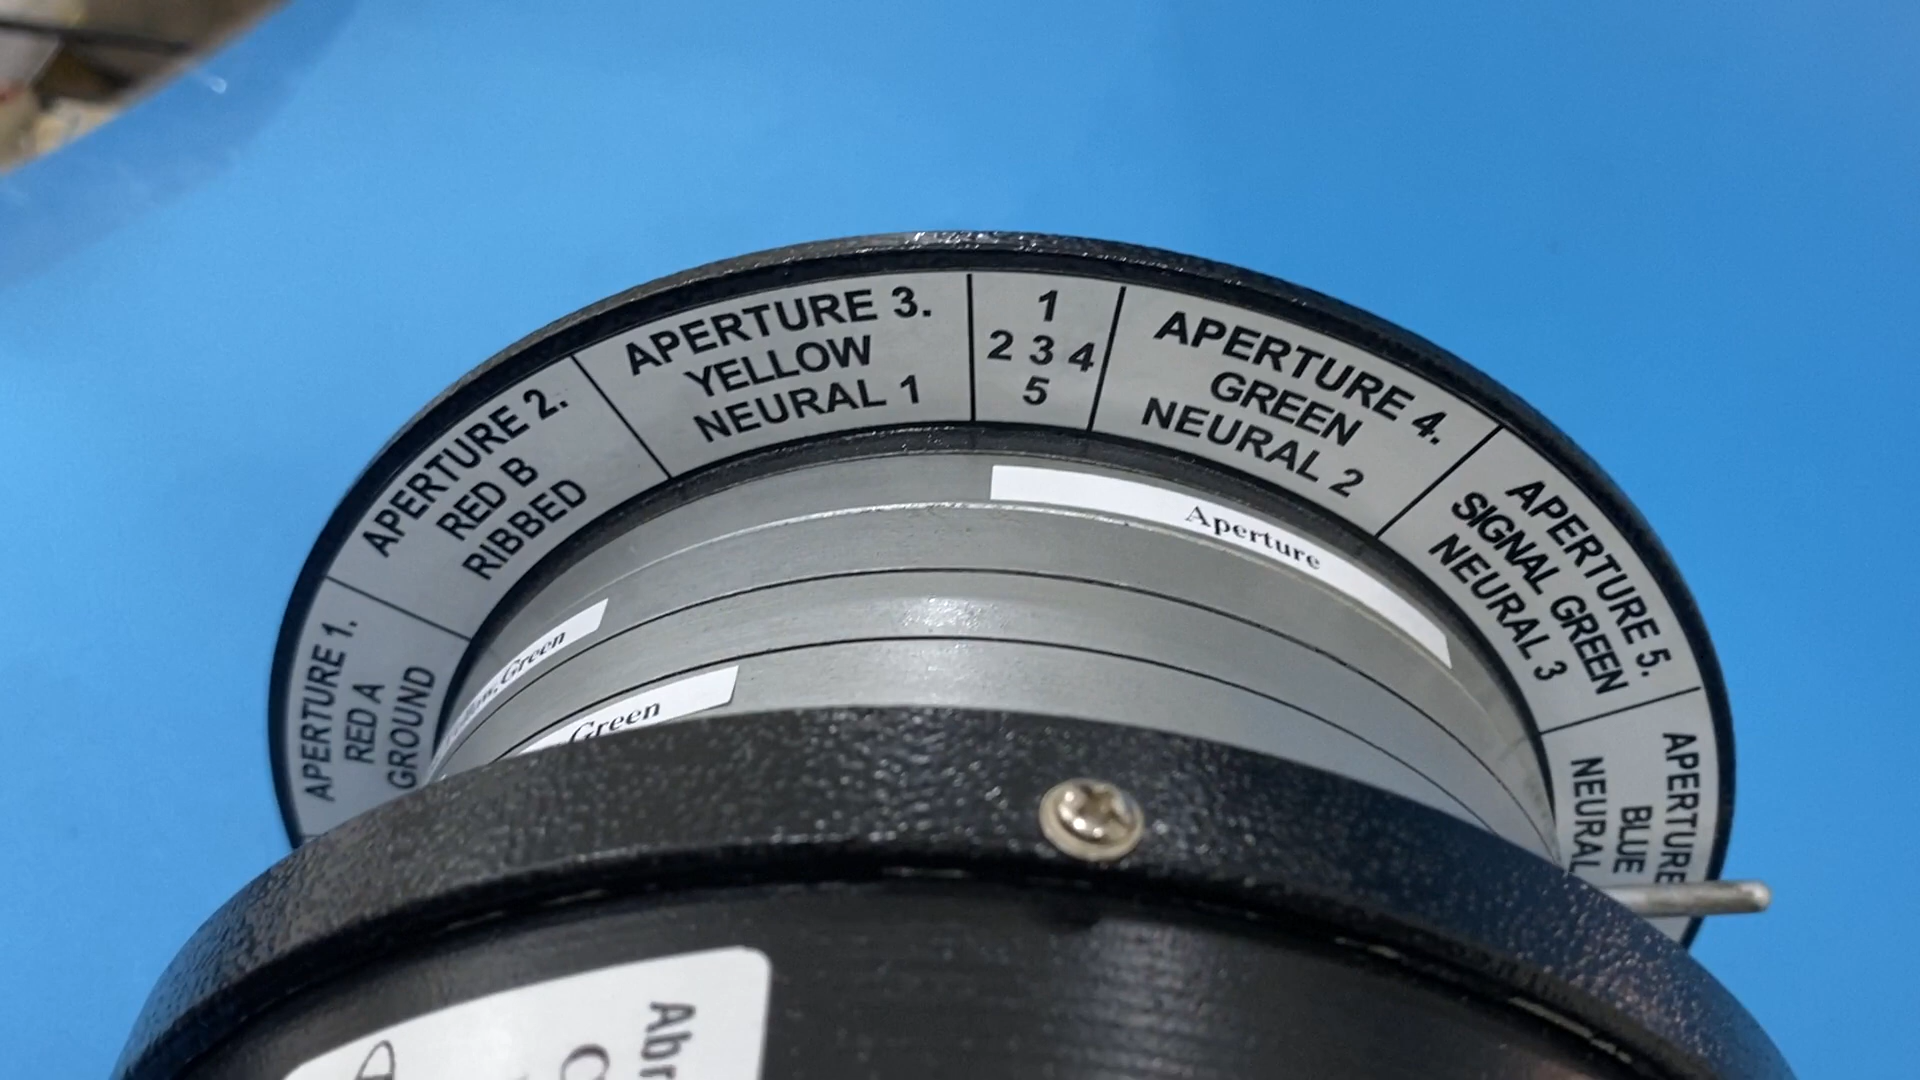 APERTURE 1.
RED A
GROUND
APERTURE 2.
RED B
RIBBED
APERTURE 3.
YELLOW
NEURAL 1
1
2 3 4
5
APERTURE 4.
GREEN
NEURAL 2
APERTURE 5.
SIGNAL GREEN
NEURAL 3
APERTURE
BLUE
NEURAL
Aperture
Green
Green
Abr